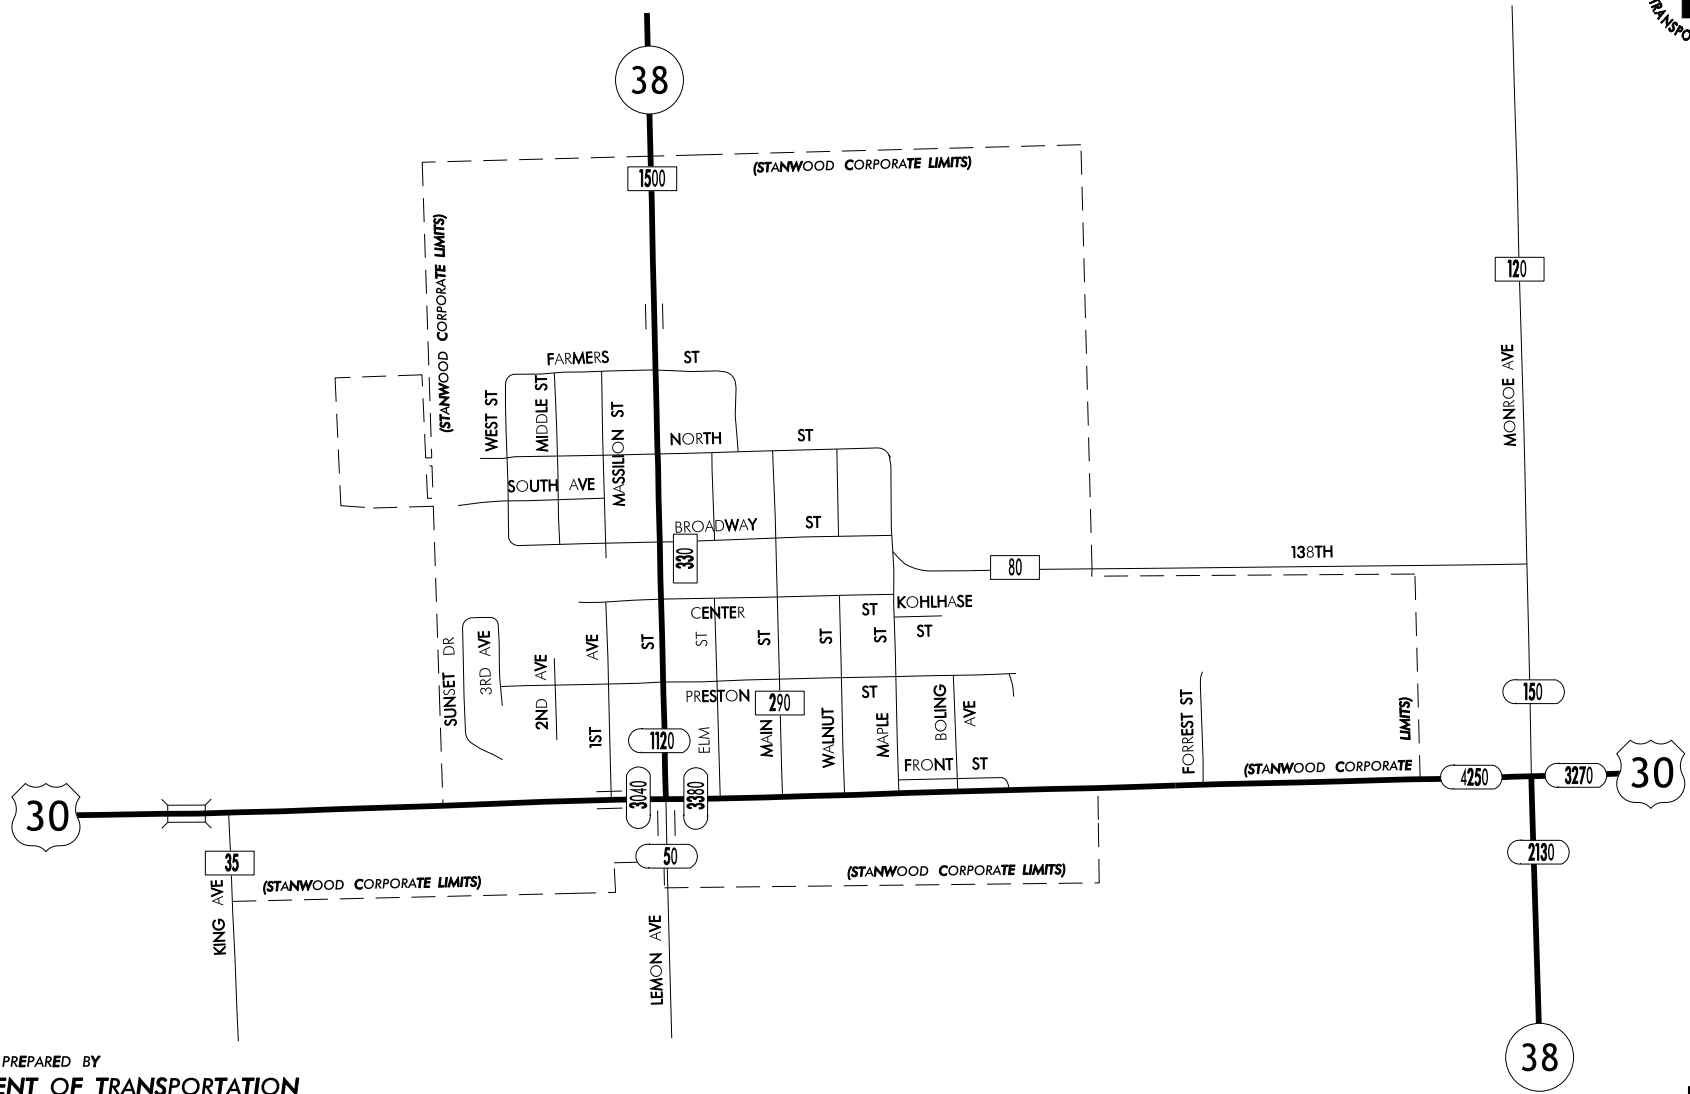 TRANSPO
38
(STANWOOD CORPORATE LIMITS)
1500
(STANWOOD CORPORATE LIMITS)
120
MONROE AVE
FARMERS ST
WEST ST
MIDDLE ST
MASSILION ST
NORTH ST
SOUTH AVE
BROADWAY ST
330
80
138TH
CENTER ST
KOHLHASE ST
SUNSET DR
3RD AVE
2ND AVE
1ST AVE
ST
ELM ST
MAIN ST
WALNUT ST
MAPLE ST
PRESTON ST
290
BOLING AVE
FORREST ST
150
1120
FRONT ST
(STANWOOD CORPORATE LIMITS)
4250
3270
30
30
3040
3380
35
50
2130
(STANWOOD CORPORATE LIMITS)
(STANWOOD CORPORATE LIMITS)
KING AVE
LEMON AVE
38
PREPARED BY
ENT OF TRANSPORTATION